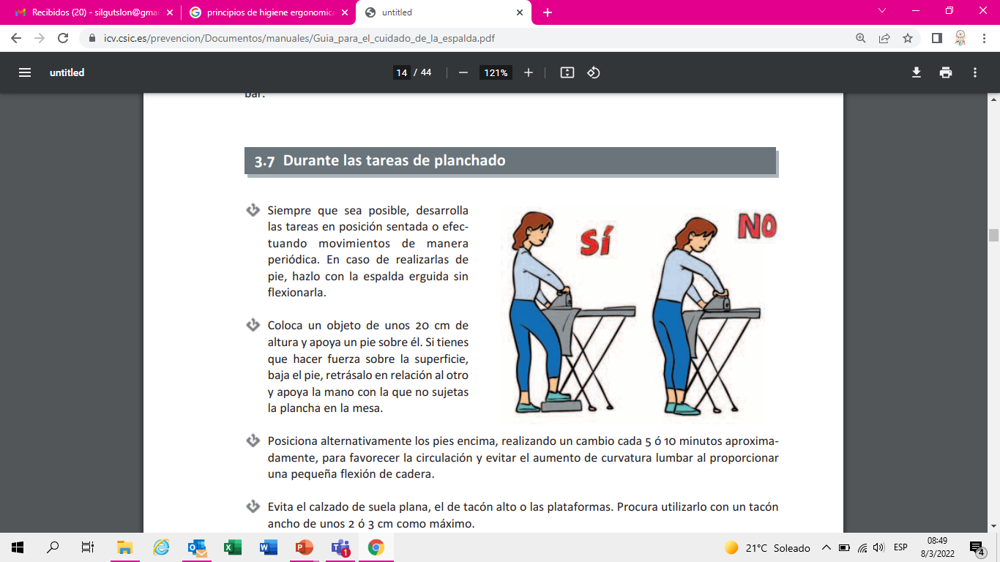 Recibidos (20) - silgutslon@gmai
principios de higiene ergonomica
untitled
icv.csic.es/prevencion/Documentos/manuales/Guia_para_el_cuidado_de_la_espalda.pdf
untitled
14 / 44
121%
bar.
3.7 Durante las tareas de planchado
Siempre que sea posible, desarrolla
las tareas en posición sentada o efec-
tuando movimientos de manera
periódica. En caso de realizarlas de
pie, hazlo con la espalda erguida sin
flexionarla.
SÍ
NO
Coloca un objeto de unos 20 cm de
altura y apoya un pie sobre él. Si tienes
que hacer fuerza sobre la superficie,
baja el pie, retrásalo en relación al otro
y apoya la mano con la que no sujetas
la plancha en la mesa.
Posiciona alternativamente los pies encima, realizando un cambio cada 5 ó 10 minutos aproxima-
damente, para favorecer la circulación y evitar el aumento de curvatura lumbar al proporcionar
una pequeña flexión de cadera.
Evita el calzado de suela plana, el de tacón alto o las plataformas. Procura utilizarlo con un tacón
ancho de unos 2 ó 3 cm como máximo.
21°C Soleado
ESP
08:49
8/3/2022
4
1